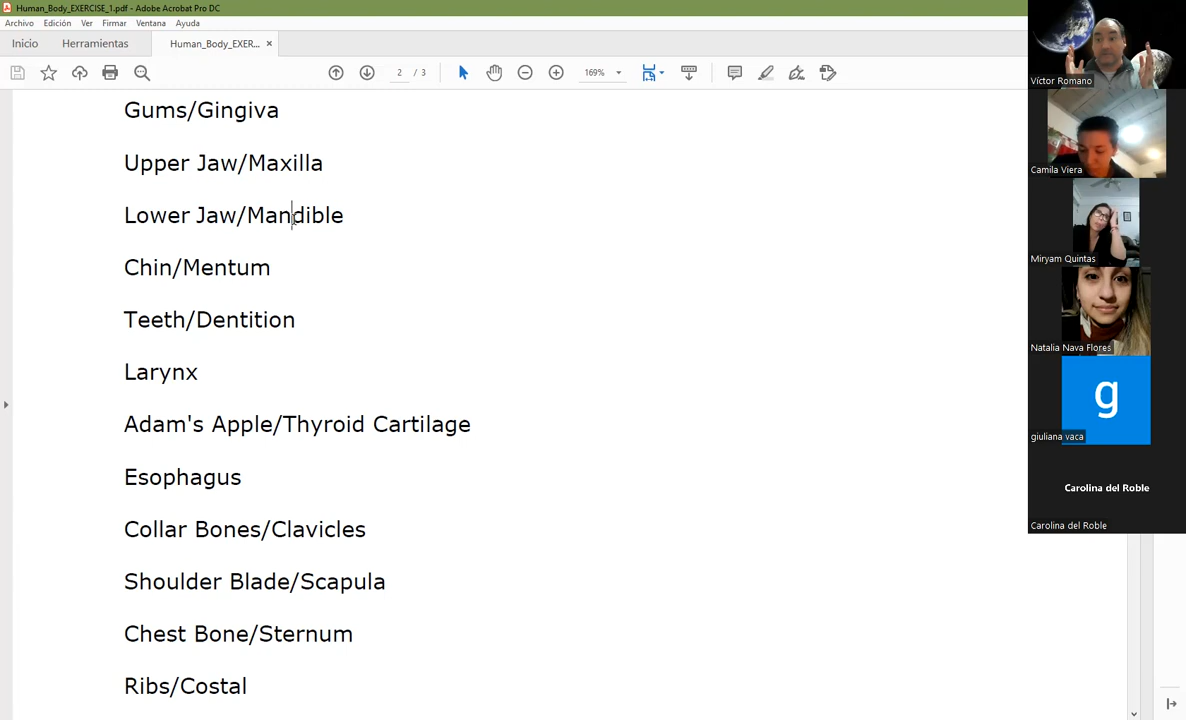 Human_Body_EXERCISE_1.pdf - Adobe Acrobat Pro DC
Archivo Edición Ver Firmar Ventana Ayuda
Inicio Herramientas Human_Body_EXER... ×
2 / 3 169%
Gums/Gingiva
Upper Jaw/Maxilla
Lower Jaw/Mandible
Chin/Mentum
Teeth/Dentition
Larynx
Adam's Apple/Thyroid Cartilage
Esophagus
Collar Bones/Clavicles
Shoulder Blade/Scapula
Chest Bone/Sternum
Ribs/Costal
Víctor Romano
Camila Viera
Miryam Quintas
Natalia Nava Flores
g
giuliana vaca
Carolina del Roble
Carolina del Roble